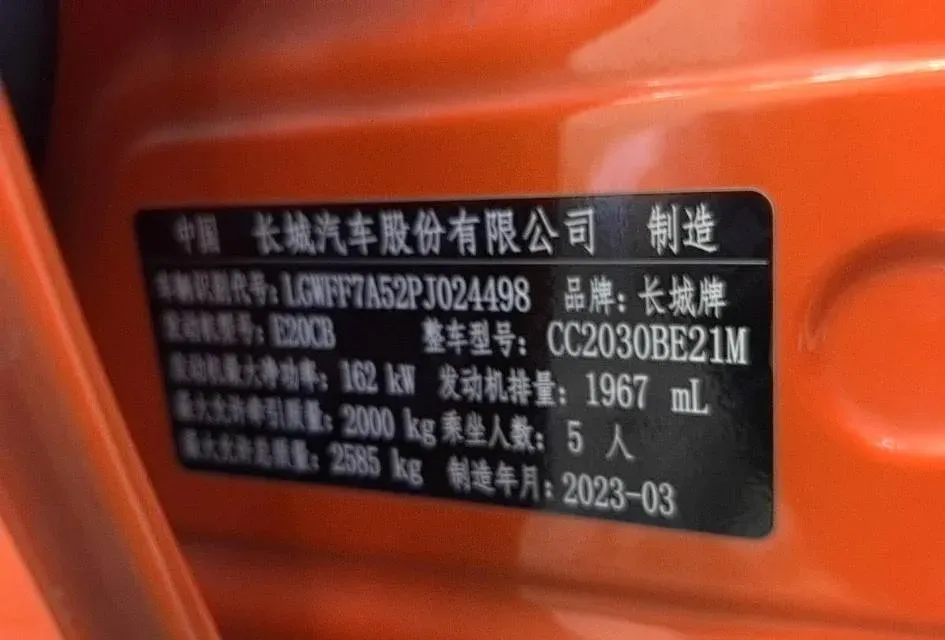 中国 长城汽车股份有限公司 制造
车辆识别代号:LGWFF7A52PJ024498 品牌:长城牌
发动机型号:E20CB 整车型号:CC2030BE21M
发动机最大净功率:162 kW 发动机排量:1967 mL
最大允许牵引质量:2000 kg 乘坐人数:5 人
最大允许总质量:2585 kg 制造年月:2023-03